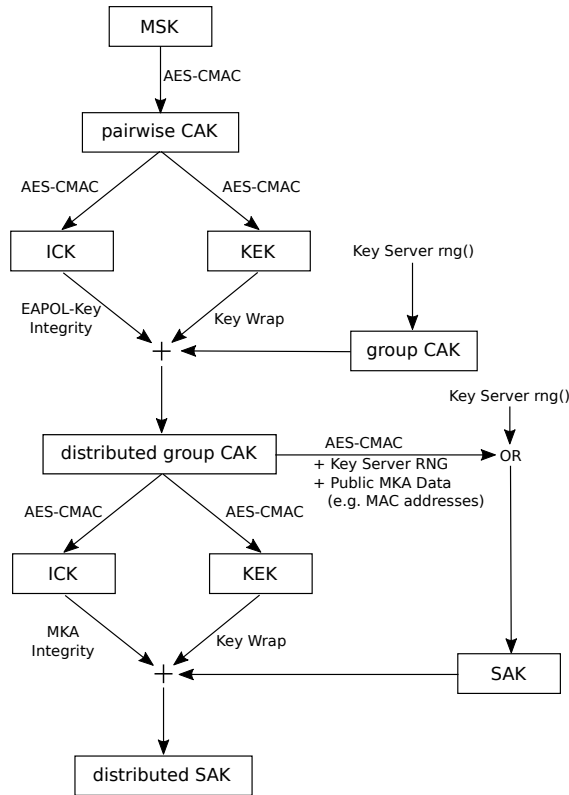 MSK
AES-CMAC
pairwise CAK
AES-CMAC
AES-CMAC
ICK
KEK
Key Server rng()
EAPOL-Key
Integrity
Key Wrap
+
group CAK
Key Server rng()
distributed group CAK
AES-CMAC
+ Key Server RNG
+ Public MKA Data
(e.g. MAC addresses)
OR
AES-CMAC
AES-CMAC
ICK
KEK
MKA
Integrity
Key Wrap
+
SAK
distributed SAK